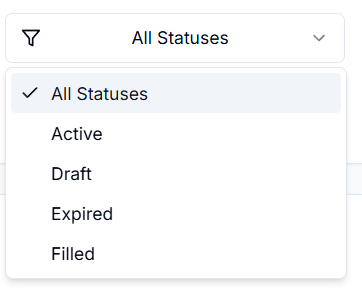 All Statuses
All Statuses
Active
Draft
Expired
Filled